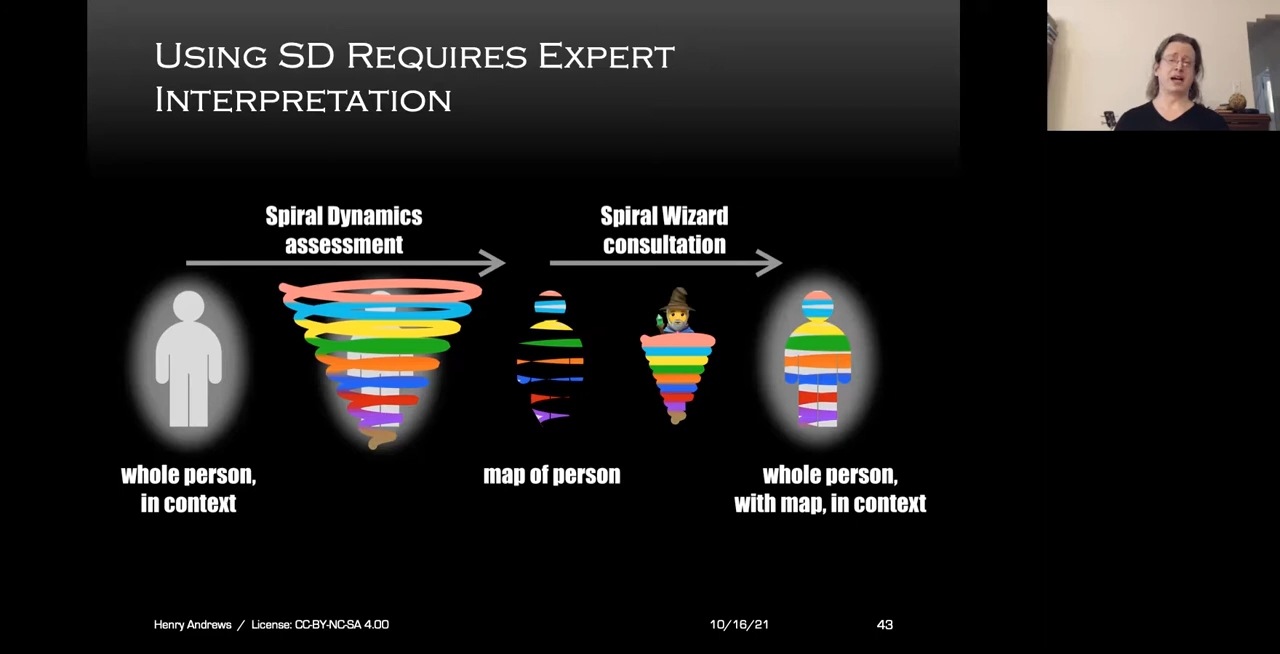 Using SD Requires Expert
Interpretation
Spiral Dynamics
assessment
Spiral Wizard
consultation
whole person,
in context
map of person
whole person,
with map, in context
Henry Andrews / License: CC-BY-NC-SA 4.00
10/16/21
43